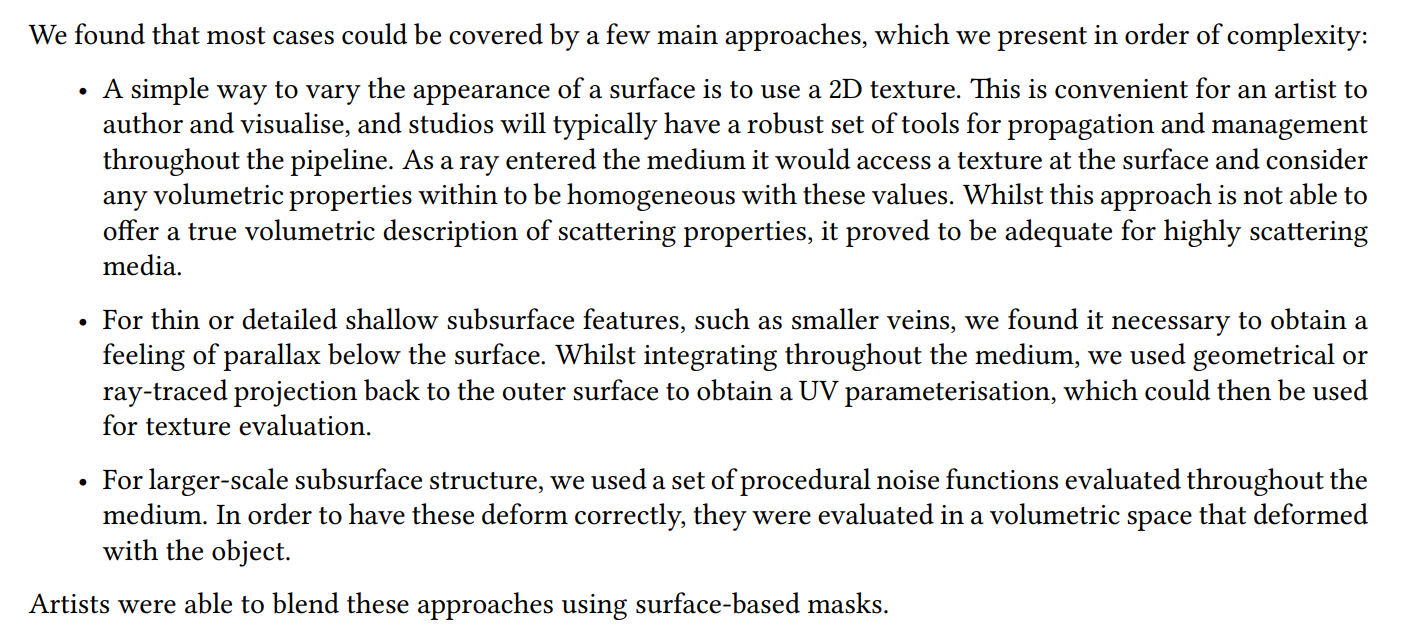 We found that most cases could be covered by a few main approaches, which we present in order of complexity:
• A simple way to vary the appearance of a surface is to use a 2D texture. This is convenient for an artist to
author and visualise, and studios will typically have a robust set of tools for propagation and management
throughout the pipeline. As a ray entered the medium it would access a texture at the surface and consider
any volumetric properties within to be homogeneous with these values. Whilst this approach is not able to
offer a true volumetric description of scattering properties, it proved to be adequate for highly scattering
media.
• For thin or detailed shallow subsurface features, such as smaller veins, we found it necessary to obtain a
feeling of parallax below the surface. Whilst integrating throughout the medium, we used geometrical or
ray-traced projection back to the outer surface to obtain a UV parameterisation, which could then be used
for texture evaluation.
• For larger-scale subsurface structure, we used a set of procedural noise functions evaluated throughout the
medium. In order to have these deform correctly, they were evaluated in a volumetric space that deformed
with the object.
Artists were able to blend these approaches using surface-based masks.